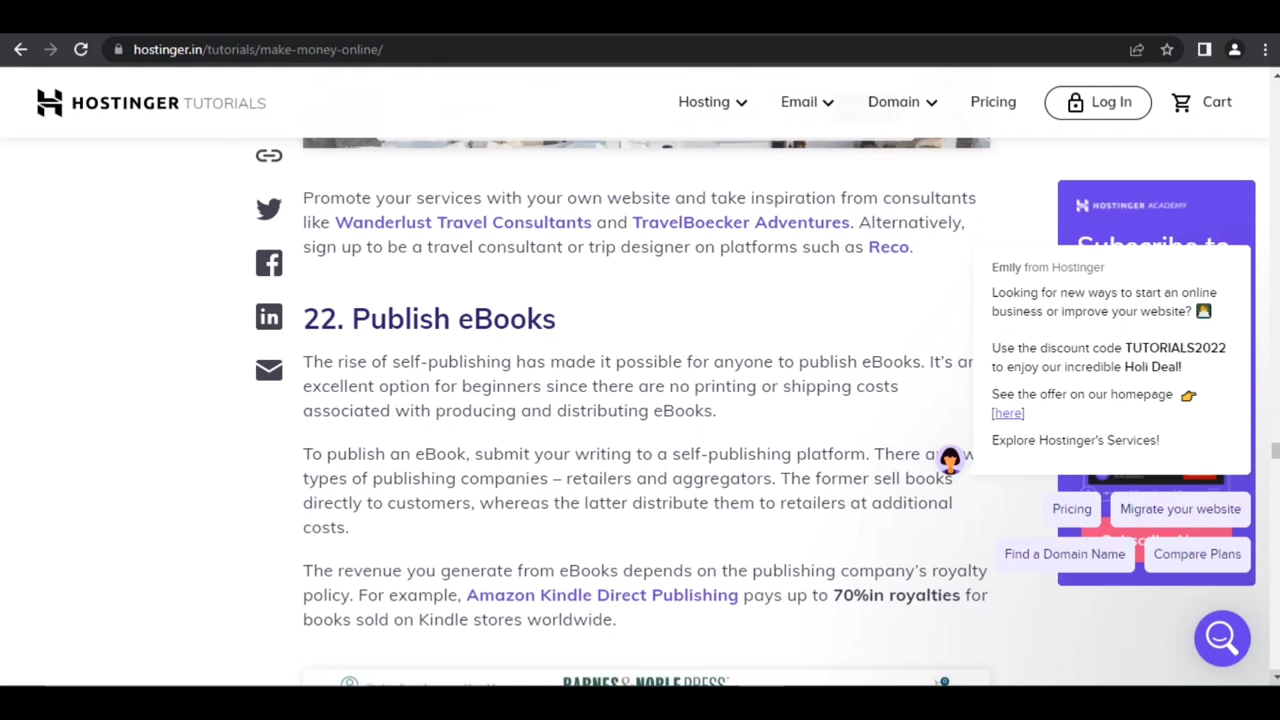 hostinger.in/tutorials/make-money-online/
HOSTINGER TUTORIALS
Hosting
Email
Domain
Pricing
Log In
Cart
Promote your services with your own website and take inspiration from consultants
like Wanderlust Travel Consultants and TravelBoecker Adventures. Alternatively,
sign up to be a travel consultant or trip designer on platforms such as Reco.
22. Publish eBooks
The rise of self-publishing has made it possible for anyone to publish eBooks. It's an
excellent option for beginners since there are no printing or shipping costs
associated with producing and distributing eBooks.
To publish an eBook, submit your writing to a self-publishing platform. There
types of publishing companies – retailers and aggregators. The former sell books
directly to customers, whereas the latter distribute them to retailers at additional
costs.
The revenue you generate from eBooks depends on the publishing company's royalty
policy. For example, Amazon Kindle Direct Publishing pays up to 70%in royalties for
books sold on Kindle stores worldwide.
BARNES & NOBLE PRESS
HOSTINGER ACADEMY
Subscribe to
Emily from Hostinger
Looking for new ways to start an online
business or improve your website?
Use the discount code TUTORIALS2022
to enjoy our incredible Holi Deal!
See the offer on our homepage
[here]
Explore Hostinger's Services!
Pricing
Migrate your website
Find a Domain Name
Compare Plans